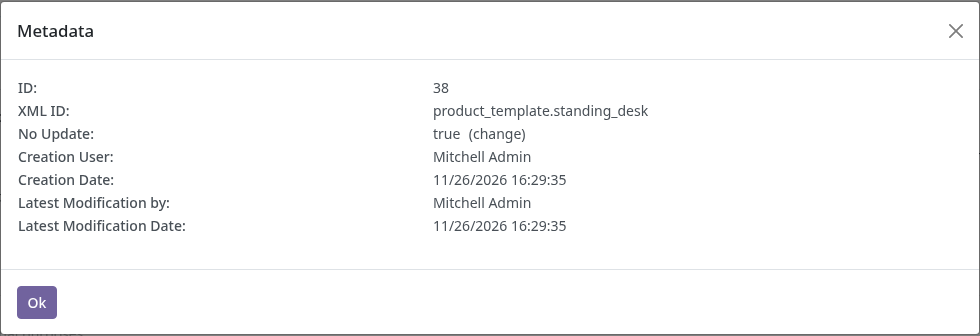 Metadata
ID: 38
XML ID: product_template.standing_desk
No Update: true (change)
Creation User: Mitchell Admin
Creation Date: 11/26/2026 16:29:35
Latest Modification by: Mitchell Admin
Latest Modification Date: 11/26/2026 16:29:35
Ok